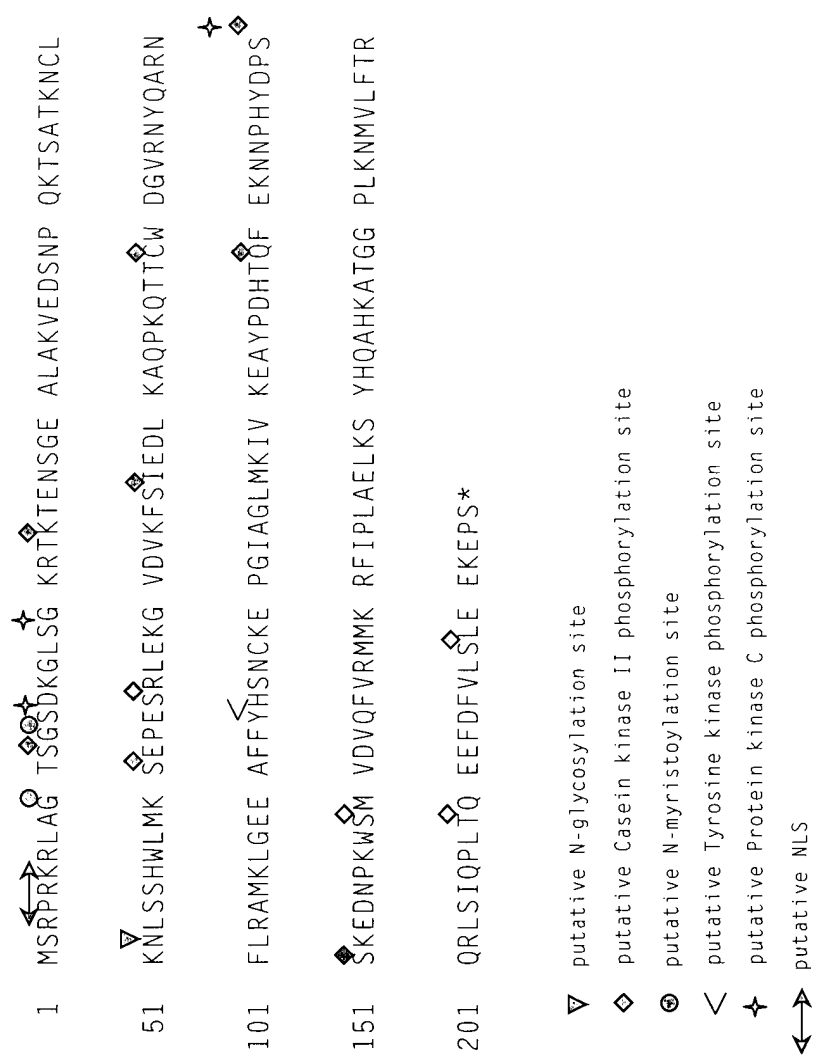 1 MSRPRKRLAG TSGSDKGLSG KRTKTENSGE ALAKVEDSNP QKTSATKNCL
51 KNLSSHWLMK SEPESRLEKG VDVKFSIEDL KAQPKQTTCW DGVRNYQARN
101 FLRAMKLGEE AFFYHSNCKE PGIAGLMKIV KEAYPDHTQF EKNNPHYDPS
151 SKEDNPKWSM VDVQFVRMMK RFIPLAELKS YHQAHKATGG PLKNMVLFTR
201 QRLSIQPLTQ EEFDFVLSLE EKEPS*
putative N-glycosylation site
putative Casein kinase II phosphorylation site
putative N-myristoylation site
putative Tyrosine kinase phosphorylation site
putative Protein kinase C phosphorylation site
putative NLS